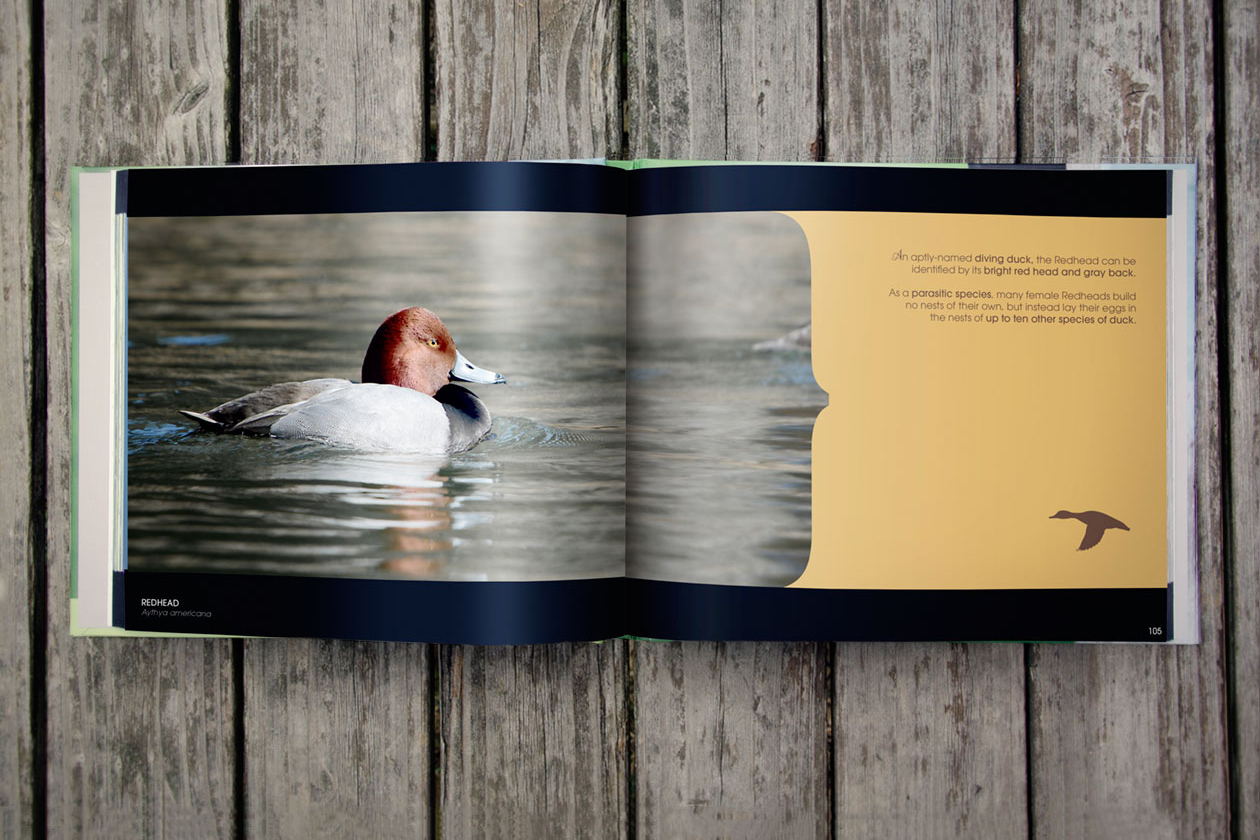 An aptly-named diving duck, the Redhead can be
identified by its bright red head and gray back.
As a parasitic species, many female Redheads build
no nests of their own, but instead lay their eggs in
the nests of up to ten other species of duck.
REDHEAD
Aythya americana
105